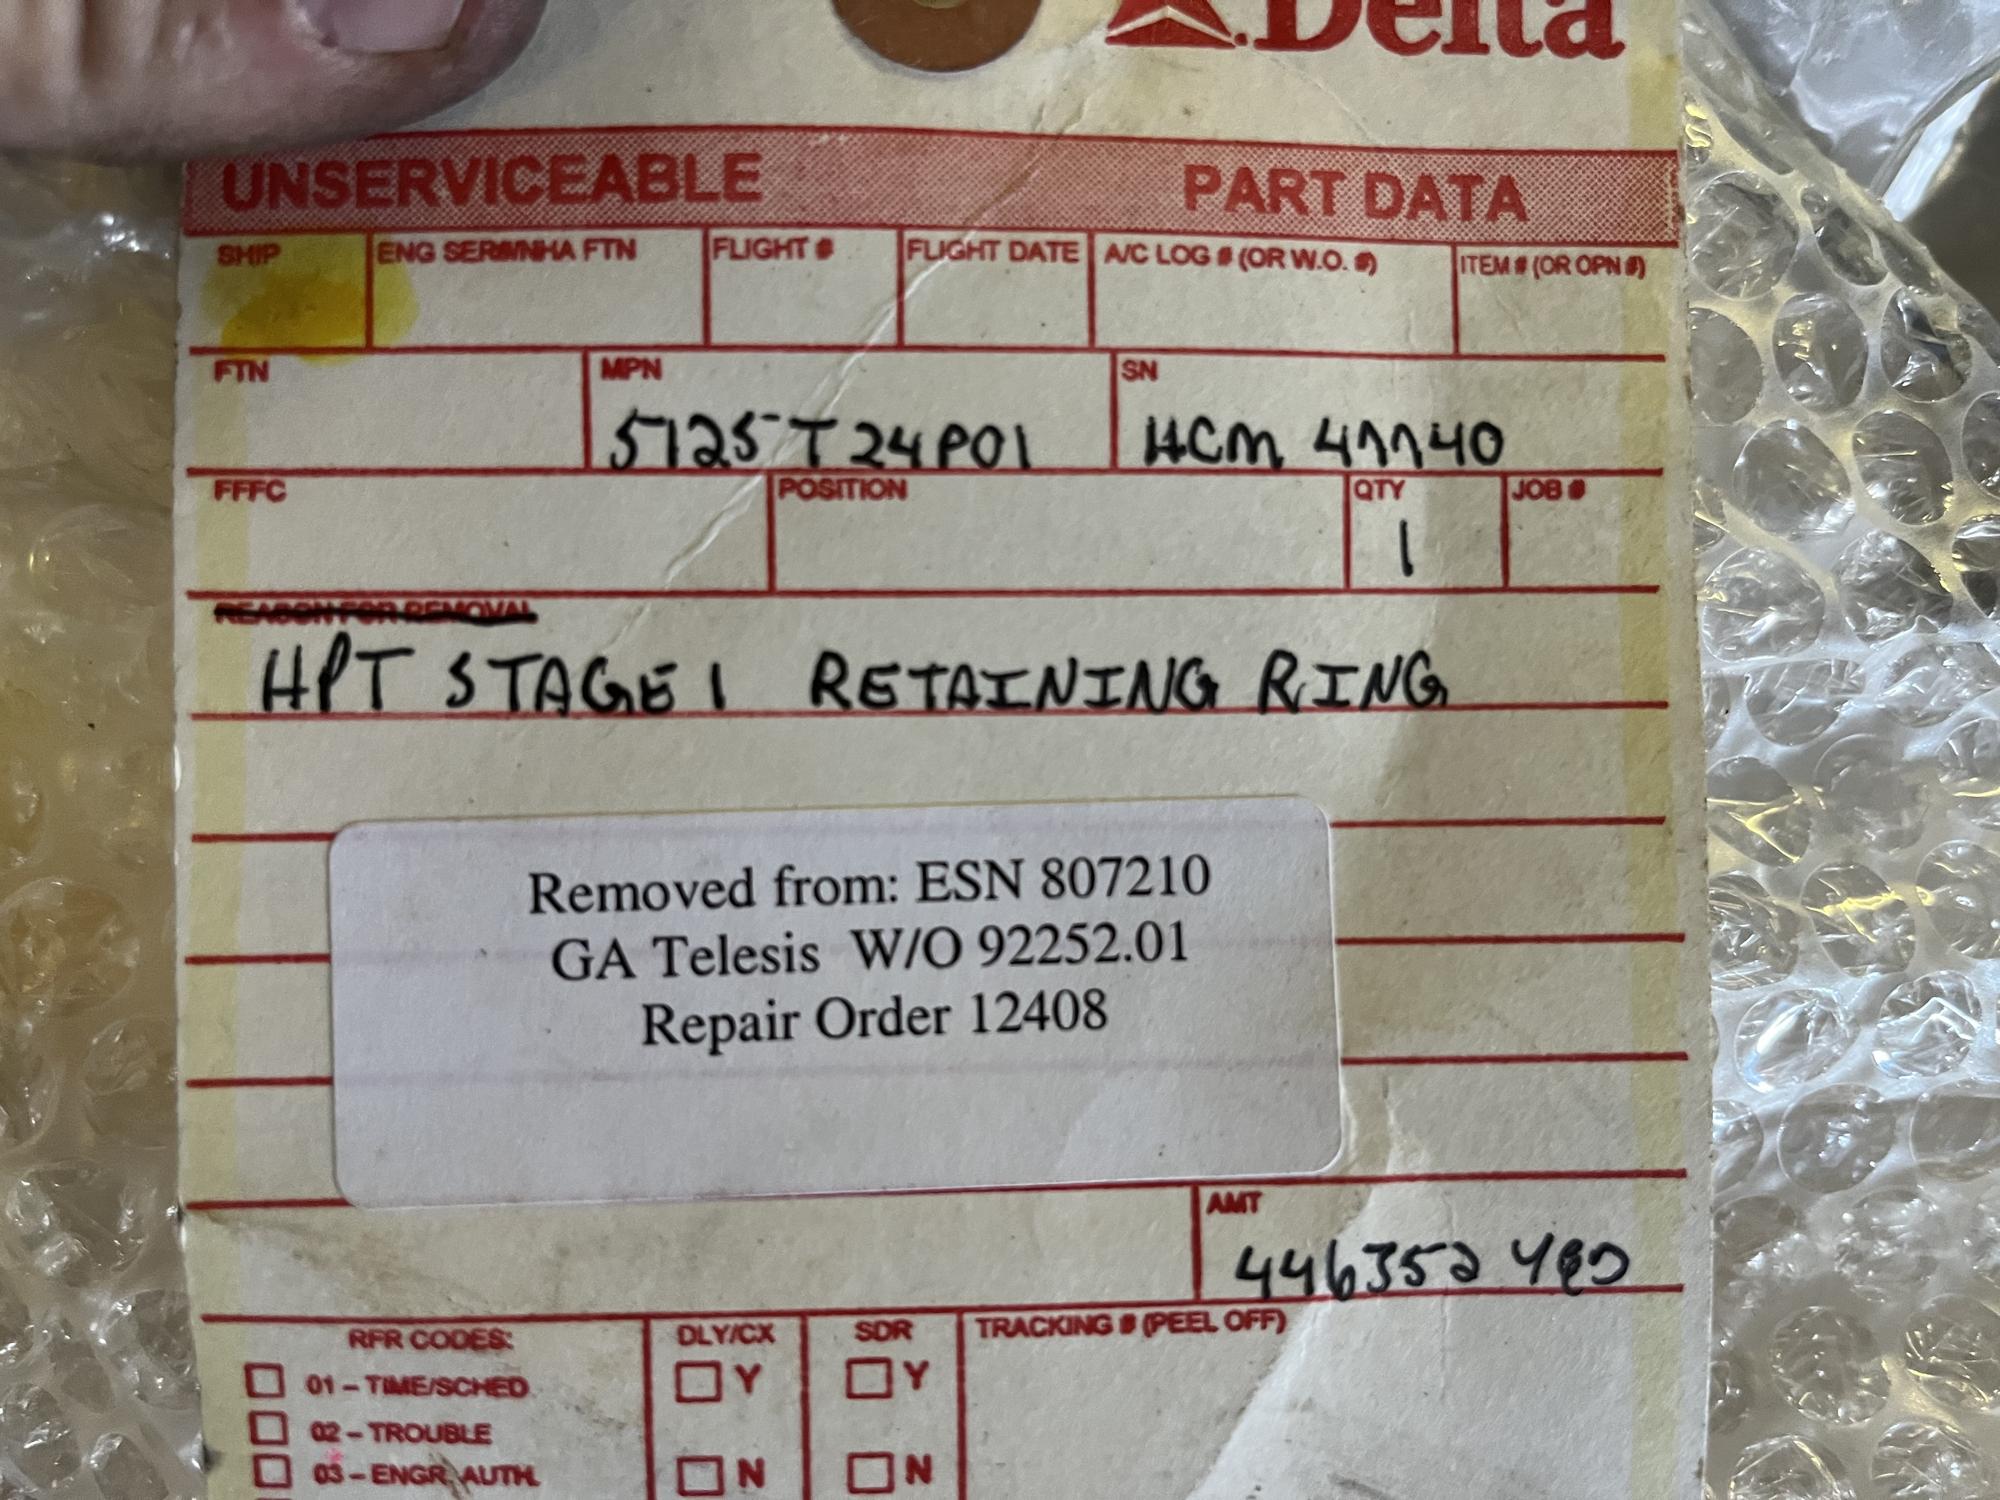 Delta
UNSERVICEABLE PART DATA
SHIP ENG SER#/NHA FTN FLIGHT # FLIGHT DATE A/C LOG # (OR W.O. #) ITEM # (OR OPN #)
FTN MPN SN
5125T24P01 HCM 47740
FFFC POSITION QTY JOB #
1
REASON FOR REMOVAL
HPT STAGE 1 RETAINING RING
Removed from: ESN 807210
GA Telesis W/O 92252.01
Repair Order 12408
AMT
446352
RFR CODES: DLY/CX SDR TRACKING # (PEEL OFF)
01 – TIME/SCHED Y Y
02 – TROUBLE
03 – ENGR. AUTH. N N